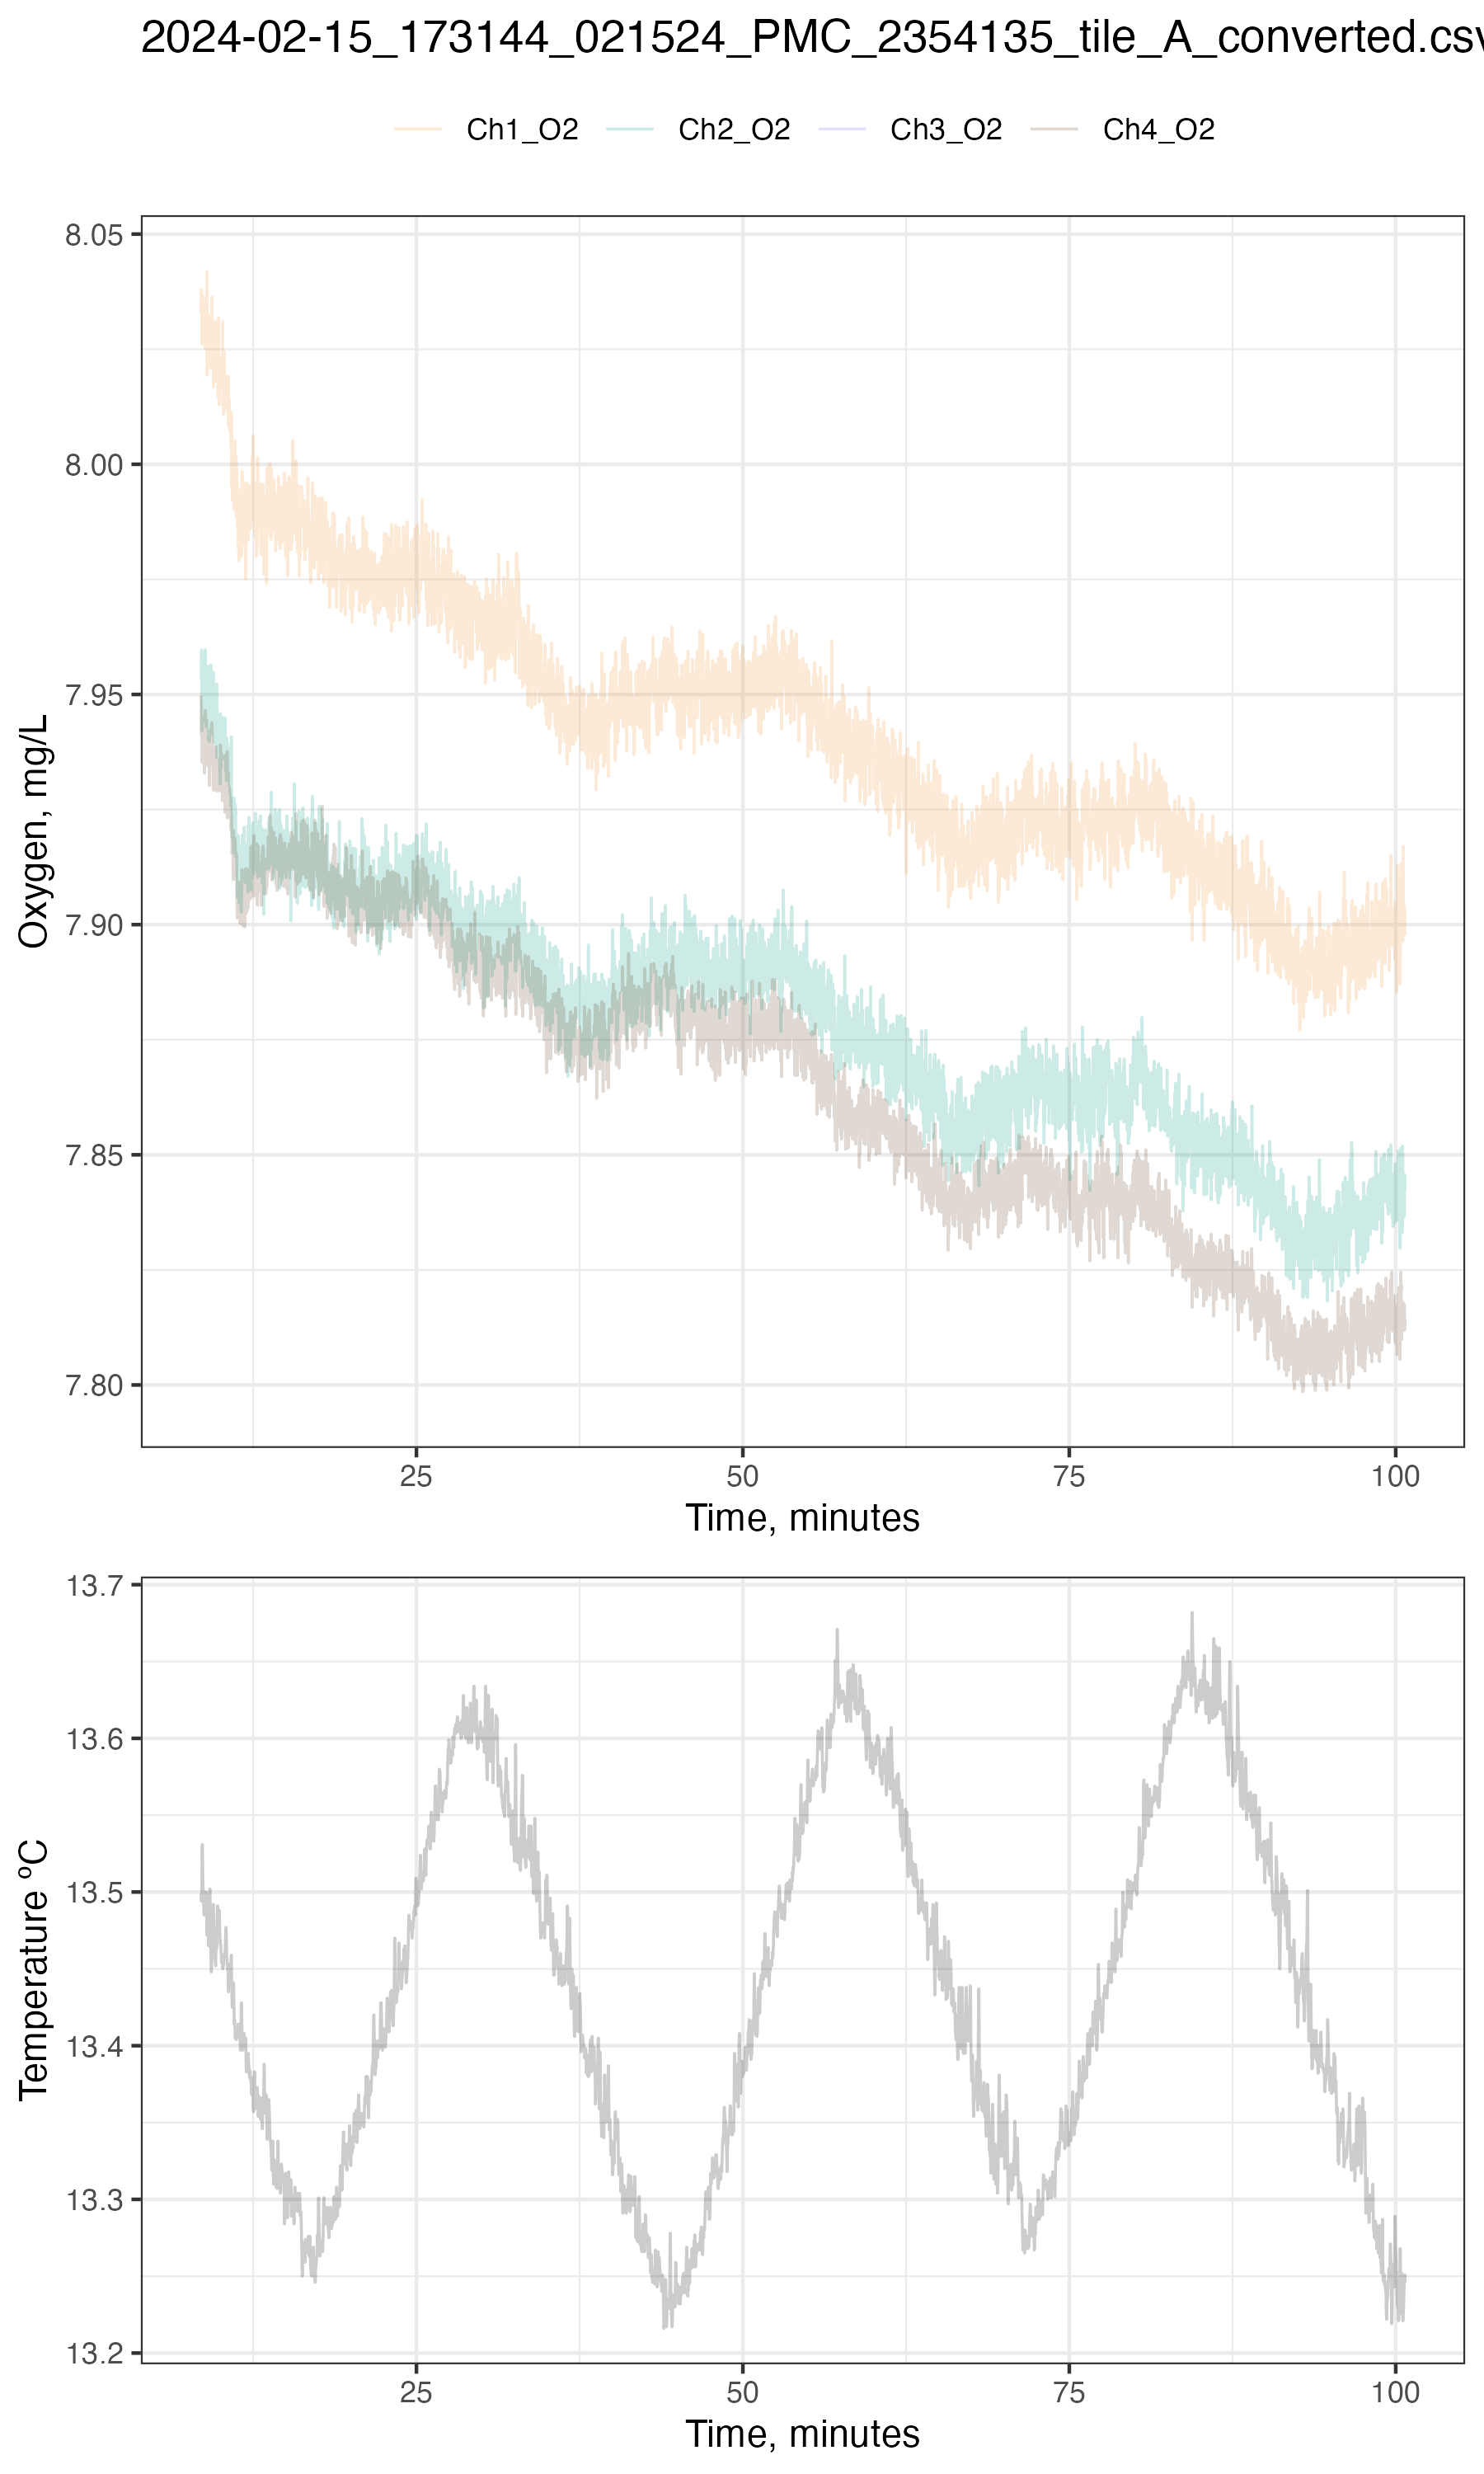 2024-02-15_173144_021524_PMC_2354135_tile_A_converted.csv
Ch1_O2 Ch2_O2 Ch3_O2 Ch4_O2
Oxygen, mg/L
8.05
8.00
7.95
7.90
7.85
7.80
25 50 75 100
Time, minutes
Temperature ºC
13.7
13.6
13.5
13.4
13.3
13.2
25 50 75 100
Time, minutes